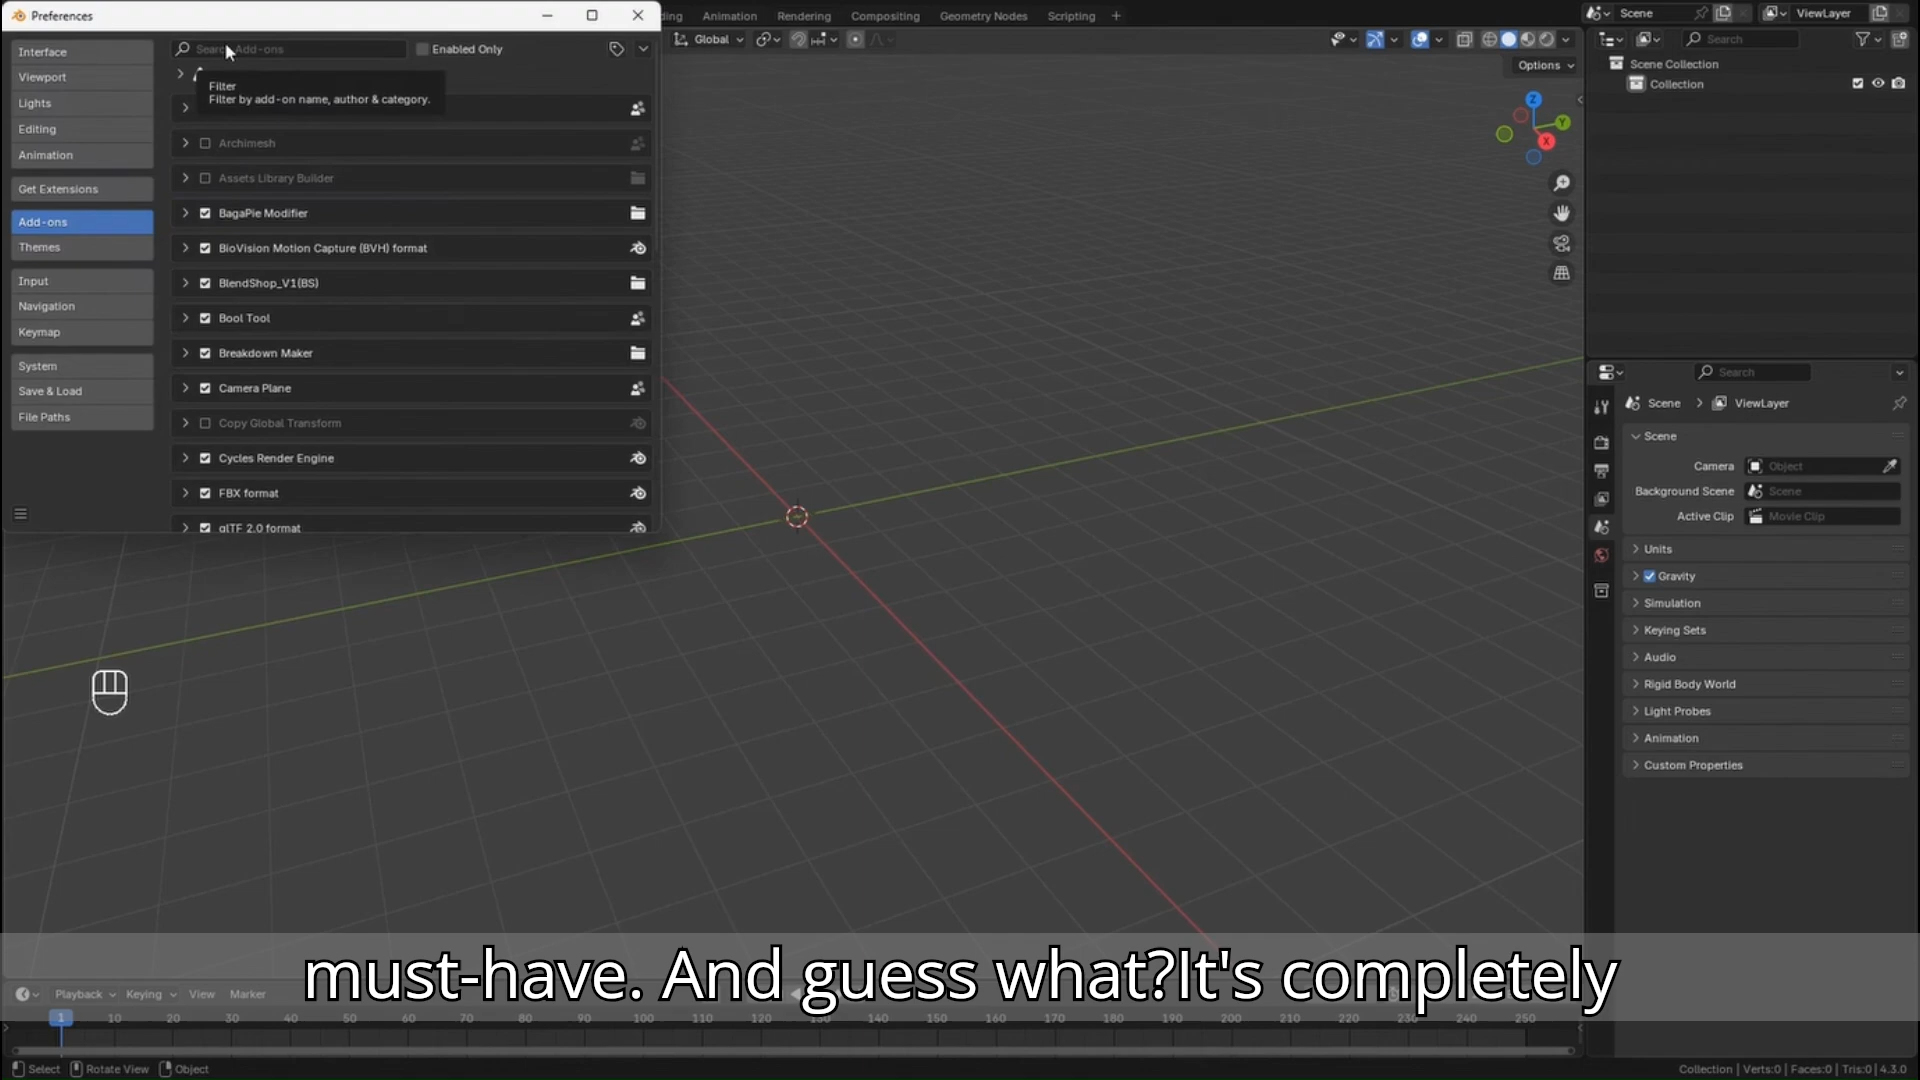 Preferences
ding Animation Rendering Compositing Geometry Nodes Scripting +
Scene
ViewLayer
Interface
Viewport
Lights
Editing
Animation
Get Extensions
Add-ons
Themes
Input
Navigation
Keymap
System
Save & Load
File Paths
Search Add-ons
Enabled Only
Filter
Filter by add-on name, author & category.
Archimesh
Assets Library Builder
BagaPie Modifier
BioVision Motion Capture (BVH) format
BlendShop_V1(BS)
Bool Tool
Breakdown Maker
Camera Plane
Copy Global Transform
Cycles Render Engine
FBX format
glTF 2.0 format
Global
Options
Z
Y
X
Search
Scene Collection
Collection
Search
Scene > ViewLayer
Scene
Camera Object
Background Scene Scene
Active Clip Movie Clip
Units
Gravity
Simulation
Keying Sets
Audio
Rigid Body World
Light Probes
Animation
Custom Properties
must-have. And guess what?It's completely
Playback Keying View Marker
1 10 20 30 40 50 60 70 80 90 100 110 120 130 140 150 160 170 180 190 200 210 220 230 240 250
Select Rotate View Object
Collection | Verts:0 | Faces:0 | Tris:0 | 4.3.0